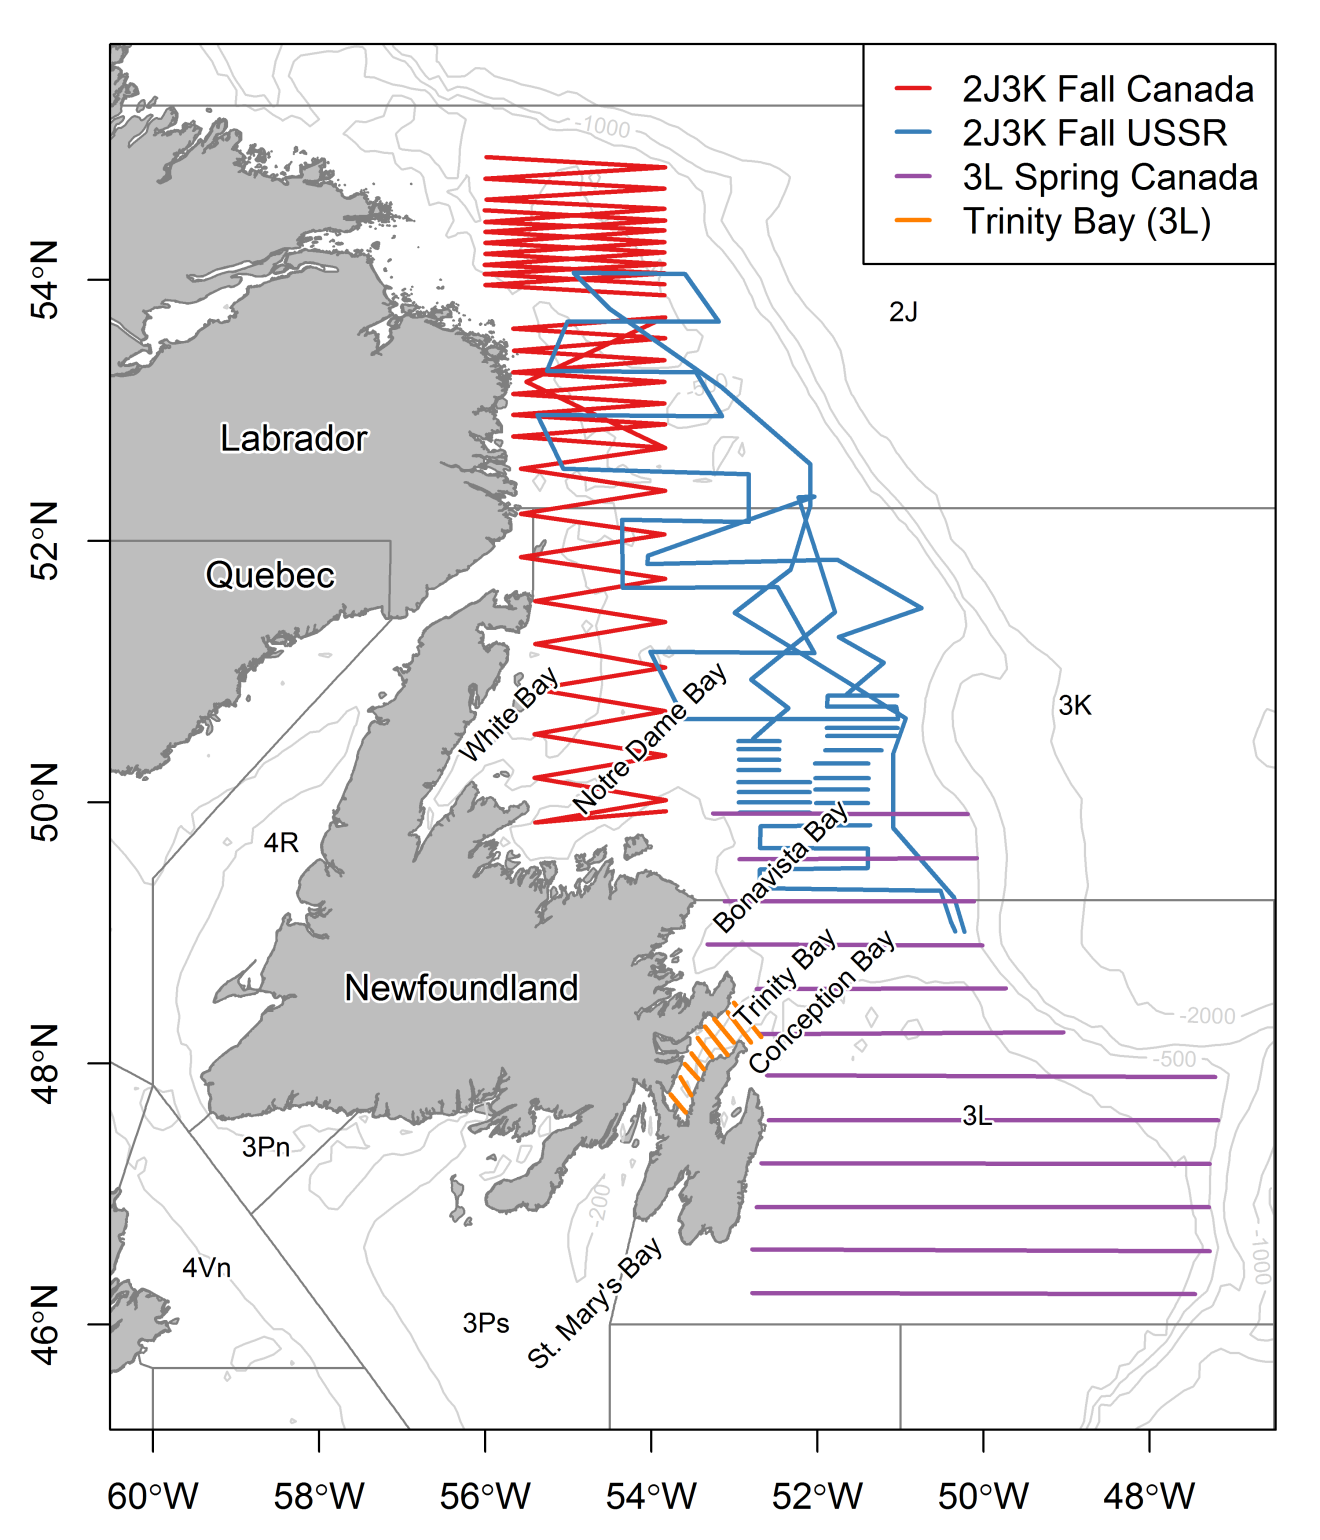 2J3K Fall Canada
2J3K Fall USSR
3L Spring Canada
Trinity Bay (3L)
-1000
2J
54°N
-500
Labrador
52°N
Quebec
White Bay
Notre Dame Bay
3K
50°N
4R
Bonavista Bay
Newfoundland
Trinity Bay
Conception Bay
-2000
-500
48°N
3L
3Pn
-200
-1000
4Vn
St. Mary's Bay
3Ps
46°N
60°W 58°W 56°W 54°W 52°W 50°W 48°W